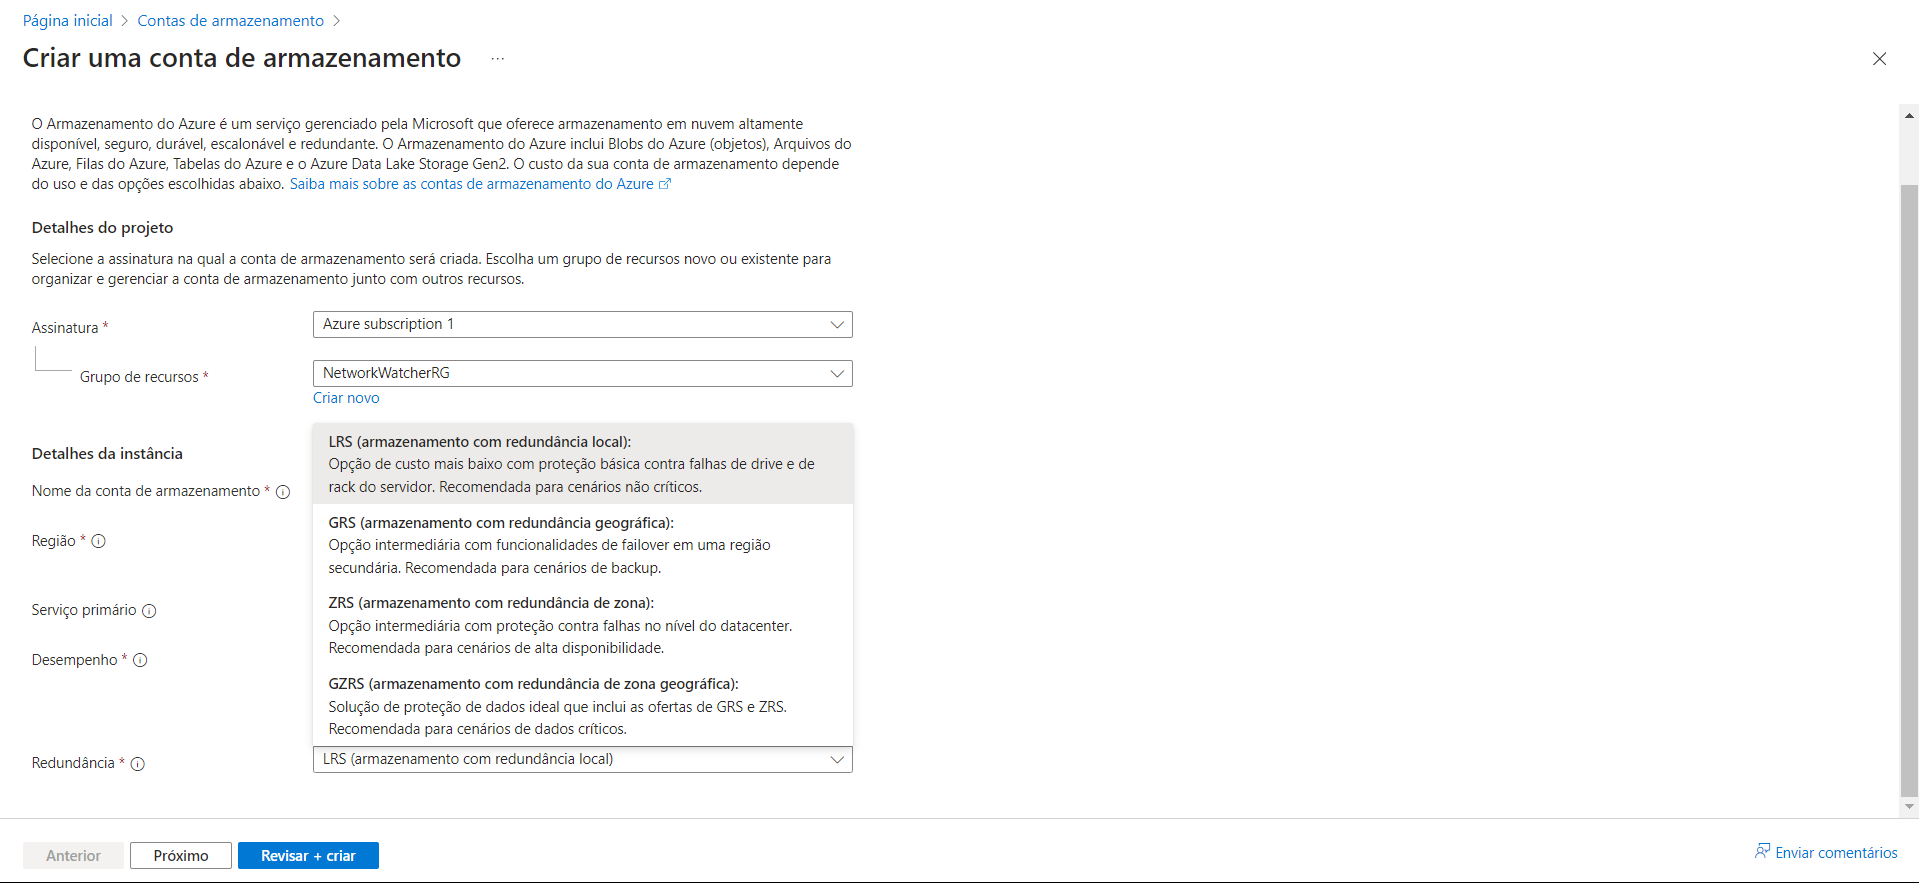 Página inicial > Contas de armazenamento >
Criar uma conta de armazenamento ...
O Armazenamento do Azure é um serviço gerenciado pela Microsoft que oferece armazenamento em nuvem altamente
disponível, seguro, durável, escalonável e redundante. O Armazenamento do Azure inclui Blobs do Azure (objetos), Arquivos do
Azure, Filas do Azure, Tabelas do Azure e o Azure Data Lake Storage Gen2. O custo da sua conta de armazenamento depende
do uso e das opções escolhidas abaixo. Saiba mais sobre as contas de armazenamento do Azure
Detalhes do projeto
Selecione a assinatura na qual a conta de armazenamento será criada. Escolha um grupo de recursos novo ou existente para
organizar e gerenciar a conta de armazenamento junto com outros recursos.
Assinatura *
Azure subscription 1
Grupo de recursos *
NetworkWatcherRG
Criar novo
Detalhes da instância
Nome da conta de armazenamento *
Região *
Serviço primário
Desempenho *
LRS (armazenamento com redundância local):
Opção de custo mais baixo com proteção básica contra falhas de drive e de
rack do servidor. Recomendada para cenários não críticos.
GRS (armazenamento com redundância geográfica):
Opção intermediária com funcionalidades de failover em uma região
secundária. Recomendada para cenários de backup.
ZRS (armazenamento com redundância de zona):
Opção intermediária com proteção contra falhas no nível do datacenter.
Recomendada para cenários de alta disponibilidade.
GZRS (armazenamento com redundância de zona geográfica):
Solução de proteção de dados ideal que inclui as ofertas de GRS e ZRS.
Recomendada para cenários de dados críticos.
Redundância *
LRS (armazenamento com redundância local)
Anterior
Próximo
Revisar + criar
Enviar comentários